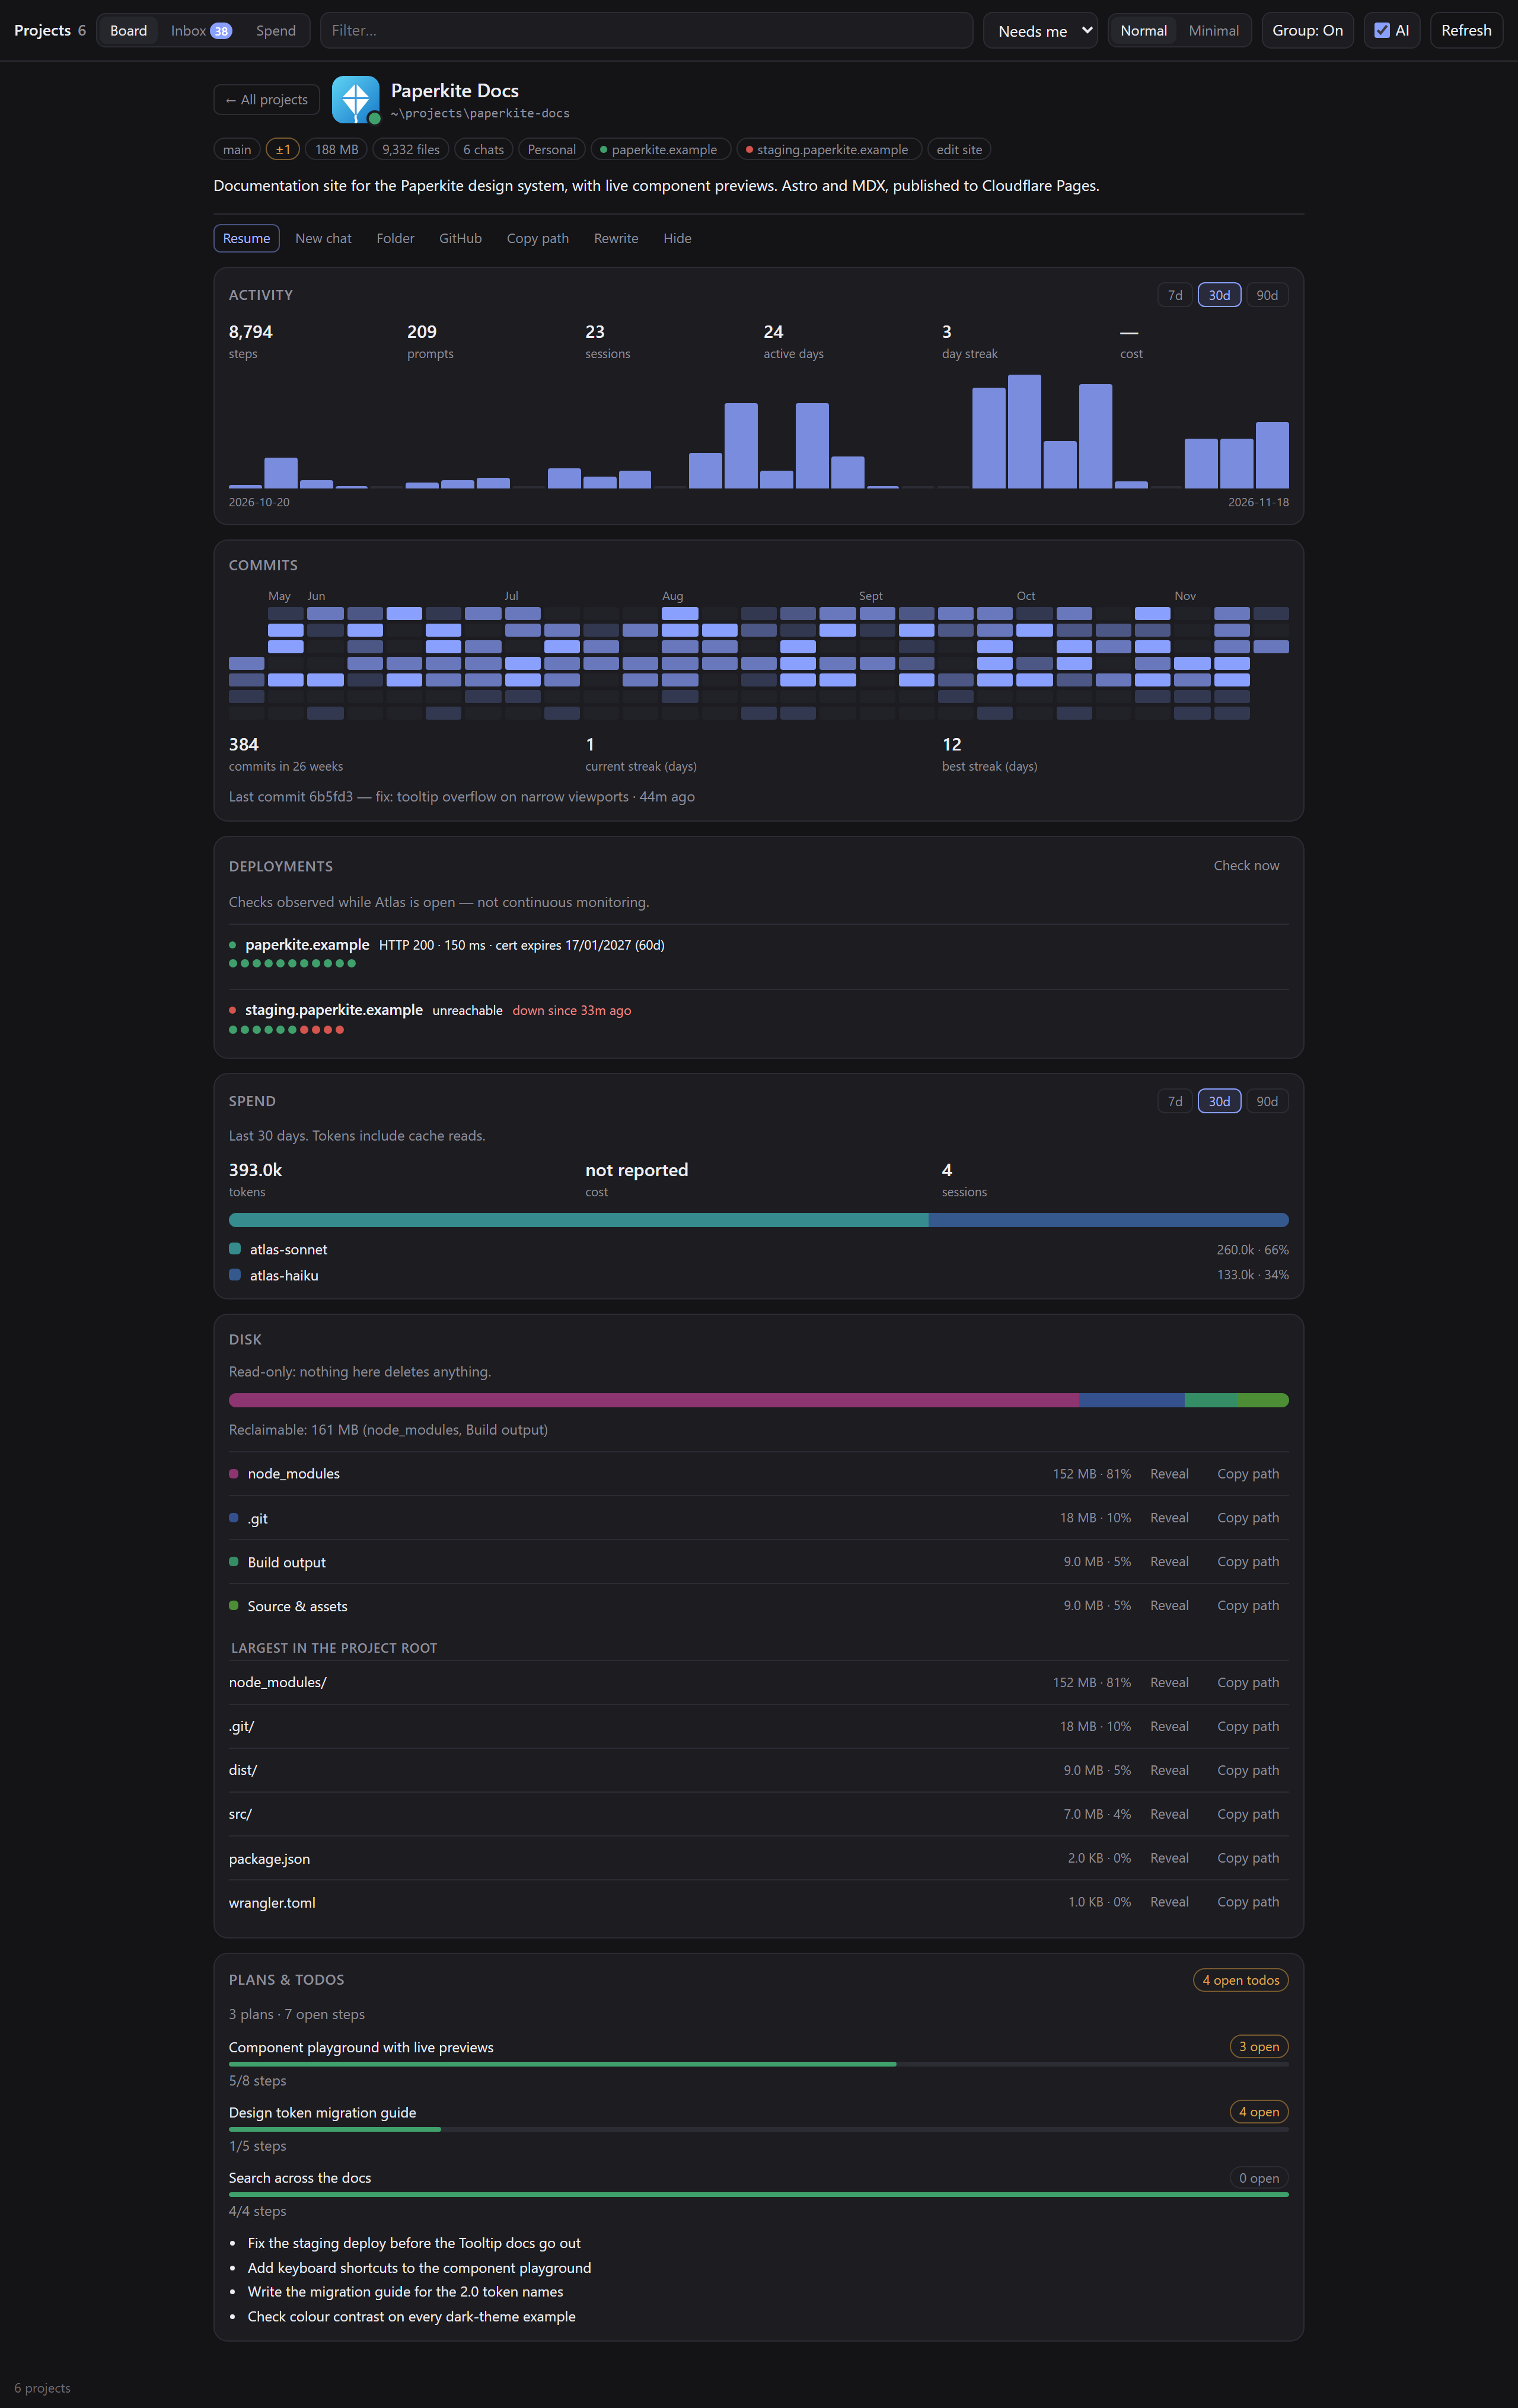 Projects 6 Board Inbox 38 Spend Filter... Needs me Normal Minimal Group: On AI Refresh
← All projects
Paperkite Docs
~\projects\paperkite-docs
main ±1 188 MB 9,332 files 6 chats Personal paperkite.example staging.paperkite.example edit site
Documentation site for the Paperkite design system, with live component previews. Astro and MDX, published to Cloudflare Pages.
Resume New chat Folder GitHub Copy path Rewrite Hide
ACTIVITY 7d 30d 90d
8,794 209 23 24 3 —
steps prompts sessions active days day streak cost
2026-10-20 2026-11-18
COMMITS
May Jun Jul Aug Sept Oct Nov
384 1 12
commits in 26 weeks current streak (days) best streak (days)
Last commit 6b5fd3 — fix: tooltip overflow on narrow viewports · 44m ago
DEPLOYMENTS Check now
Checks observed while Atlas is open — not continuous monitoring.
paperkite.example HTTP 200 · 150 ms · cert expires 17/01/2027 (60d)
staging.paperkite.example unreachable down since 33m ago
SPEND 7d 30d 90d
Last 30 days. Tokens include cache reads.
393.0k not reported 4
tokens cost sessions
atlas-sonnet 260.0k · 66%
atlas-haiku 133.0k · 34%
DISK
Read-only: nothing here deletes anything.
Reclaimable: 161 MB (node_modules, Build output)
node_modules 152 MB · 81% Reveal Copy path
.git 18 MB · 10% Reveal Copy path
Build output 9.0 MB · 5% Reveal Copy path
Source & assets 9.0 MB · 5% Reveal Copy path
LARGEST IN THE PROJECT ROOT
node_modules/ 152 MB · 81% Reveal Copy path
.git/ 18 MB · 10% Reveal Copy path
dist/ 9.0 MB · 5% Reveal Copy path
src/ 7.0 MB · 4% Reveal Copy path
package.json 2.0 KB · 0% Reveal Copy path
wrangler.toml 1.0 KB · 0% Reveal Copy path
PLANS & TODOS 4 open todos
3 plans · 7 open steps
Component playground with live previews 3 open
5/8 steps
Design token migration guide 4 open
1/5 steps
Search across the docs 0 open
4/4 steps
• Fix the staging deploy before the Tooltip docs go out
• Add keyboard shortcuts to the component playground
• Write the migration guide for the 2.0 token names
• Check colour contrast on every dark-theme example
6 projects